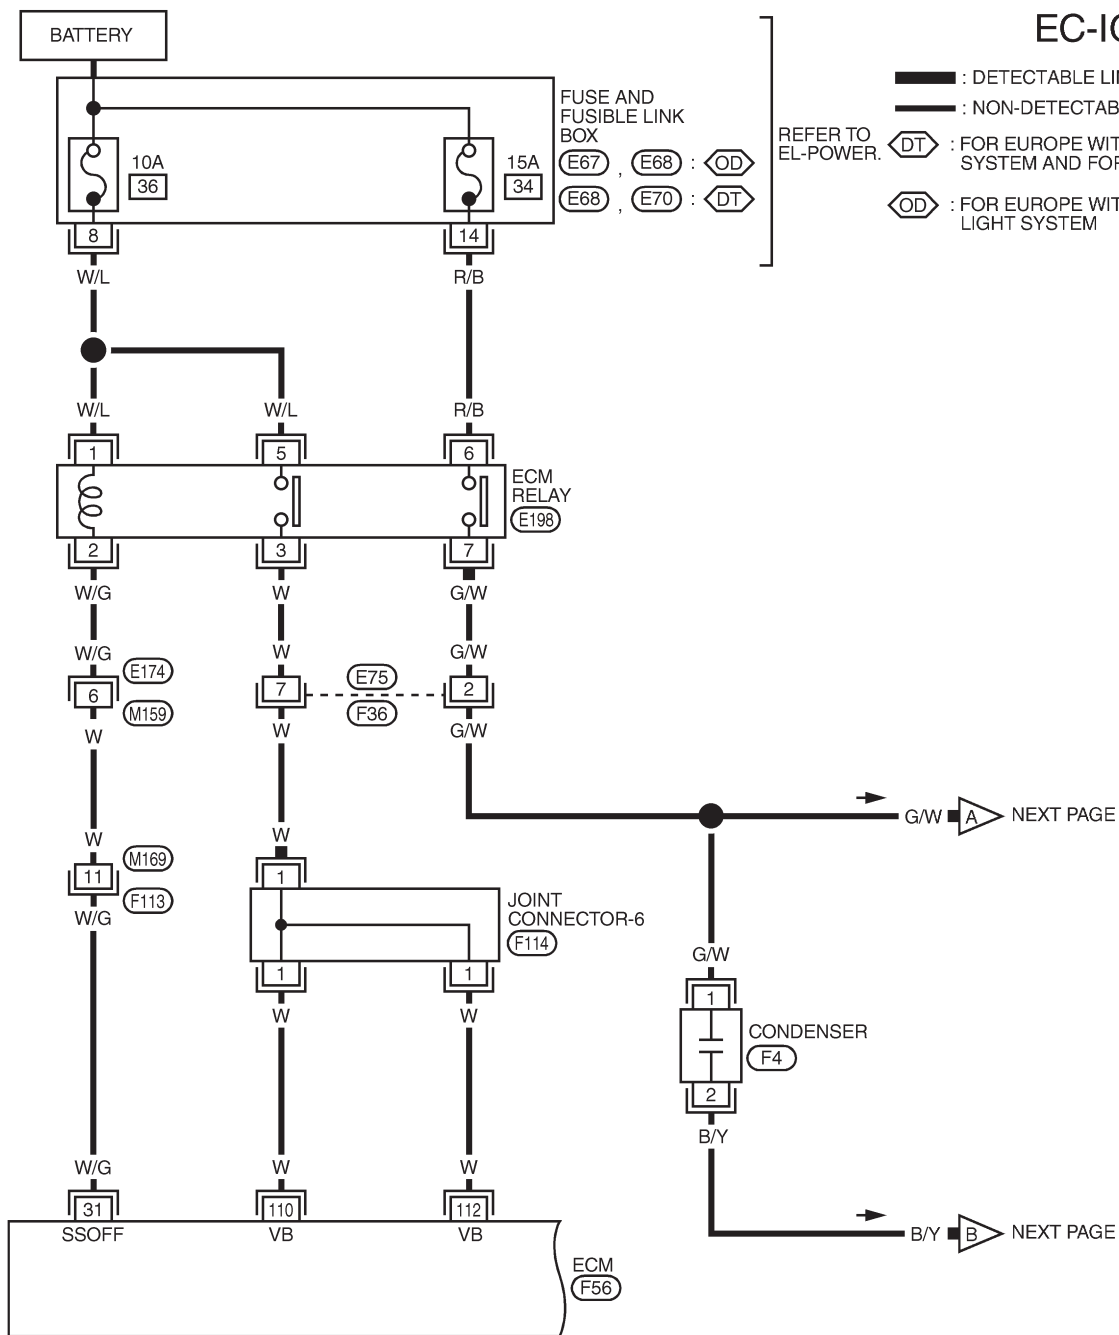 BATTERY
EC-IG
: DETECTABLE LIN
: NON-DETECTAB
DT : FOR EUROPE WIT
SYSTEM AND FOR
OD : FOR EUROPE WIT
LIGHT SYSTEM
FUSE AND
FUSIBLE LINK
BOX
E67 , E68 : OD
E68 , E70 : DT
REFER TO
EL-POWER.
10A
36
15A
34
8
14
W/L
R/B
W/L
W/L
R/B
1
5
6
ECM
RELAY
E198
2
3
7
W/G
W
G/W
W/G
W
G/W
E174
6
M159
7
E75
F36
2
W
W
G/W
G/W A NEXT PAGE
W
W
M169
11
F113
1
W/G
JOINT
CONNECTOR-6
F114
1
1
W
W
G/W
1
CONDENSER
F4
2
B/Y
W/G
W
W
31
110
112
SSOFF
VB
VB
B/Y B NEXT PAGE
ECM
F56